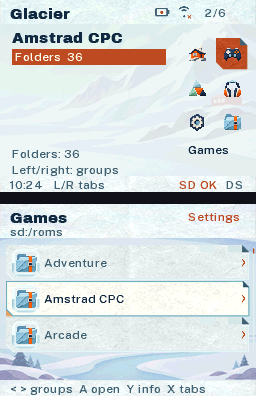 Glacier 2/6
Amstrad CPC
Folders 36
Games
Folders: 36
Left/right: groups
10:24 L/R tabs SD OK DS
Games Settings
sd:/roms
Adventure
Amstrad CPC
Arcade
<> groups A open Y info X tabs